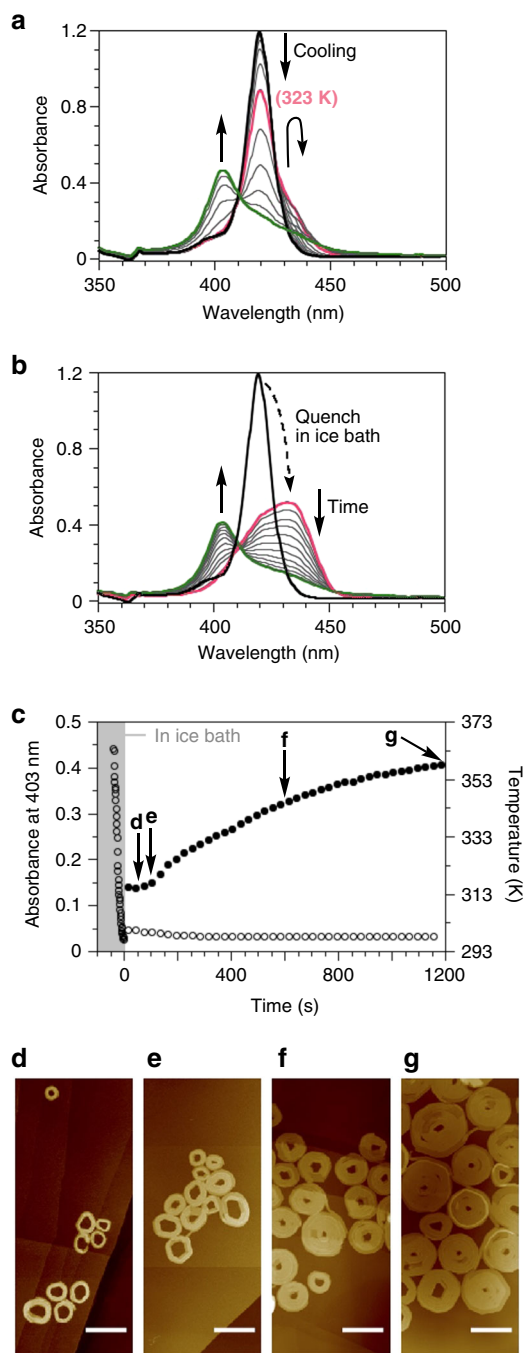 a
1.2
Cooling
(323 K)
0.8
0.4
0
Absorbance
350 400 450 500
Wavelength (nm)
b
1.2
Quench
in ice bath
0.8
Time
0.4
0
Absorbance
350 400 450 500
Wavelength (nm)
c
0.5 373
In ice bath
f g
0.4 353
d e
0.3 333
0.2 313
0.1
0 293
Absorbance at 403 nm
Temperature (K)
0 400 800 1200
Time (s)
d e f g